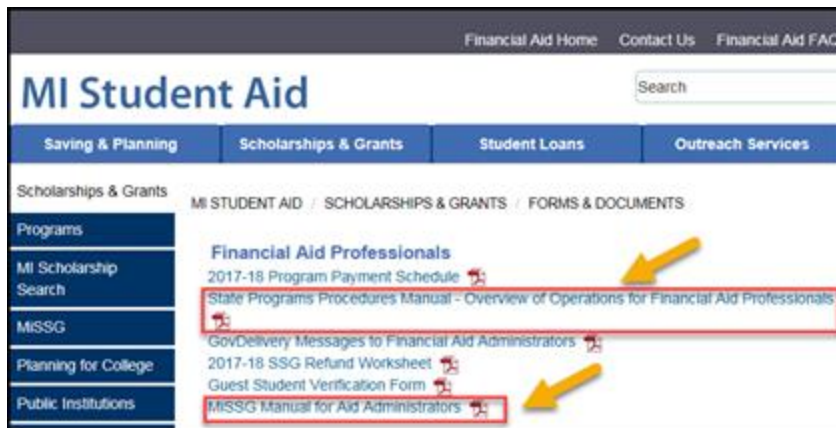 Financial Aid Home Contact Us Financial Aid FAQ
MI Student Aid
Search
Saving & Planning Scholarships & Grants Student Loans Outreach Services
Scholarships & Grants
Programs
MI Scholarship
Search
MiSSG
Planning for College
Public Institutions
MI STUDENT AID / SCHOLARSHIPS & GRANTS / FORMS & DOCUMENTS
Financial Aid Professionals
2017-18 Program Payment Schedule
State Programs Procedures Manual - Overview of Operations for Financial Aid Professionals
GovDelivery Messages to Financial Aid Administrators
2017-18 SSG Refund Worksheet
Guest Student Verification Form
MiSSG Manual for Aid Administrators